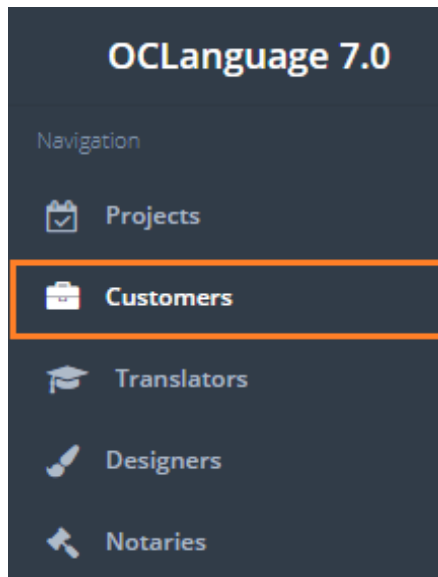 OCLanguage 7.0
Navigation
Projects
Customers
Translators
Designers
Notaries